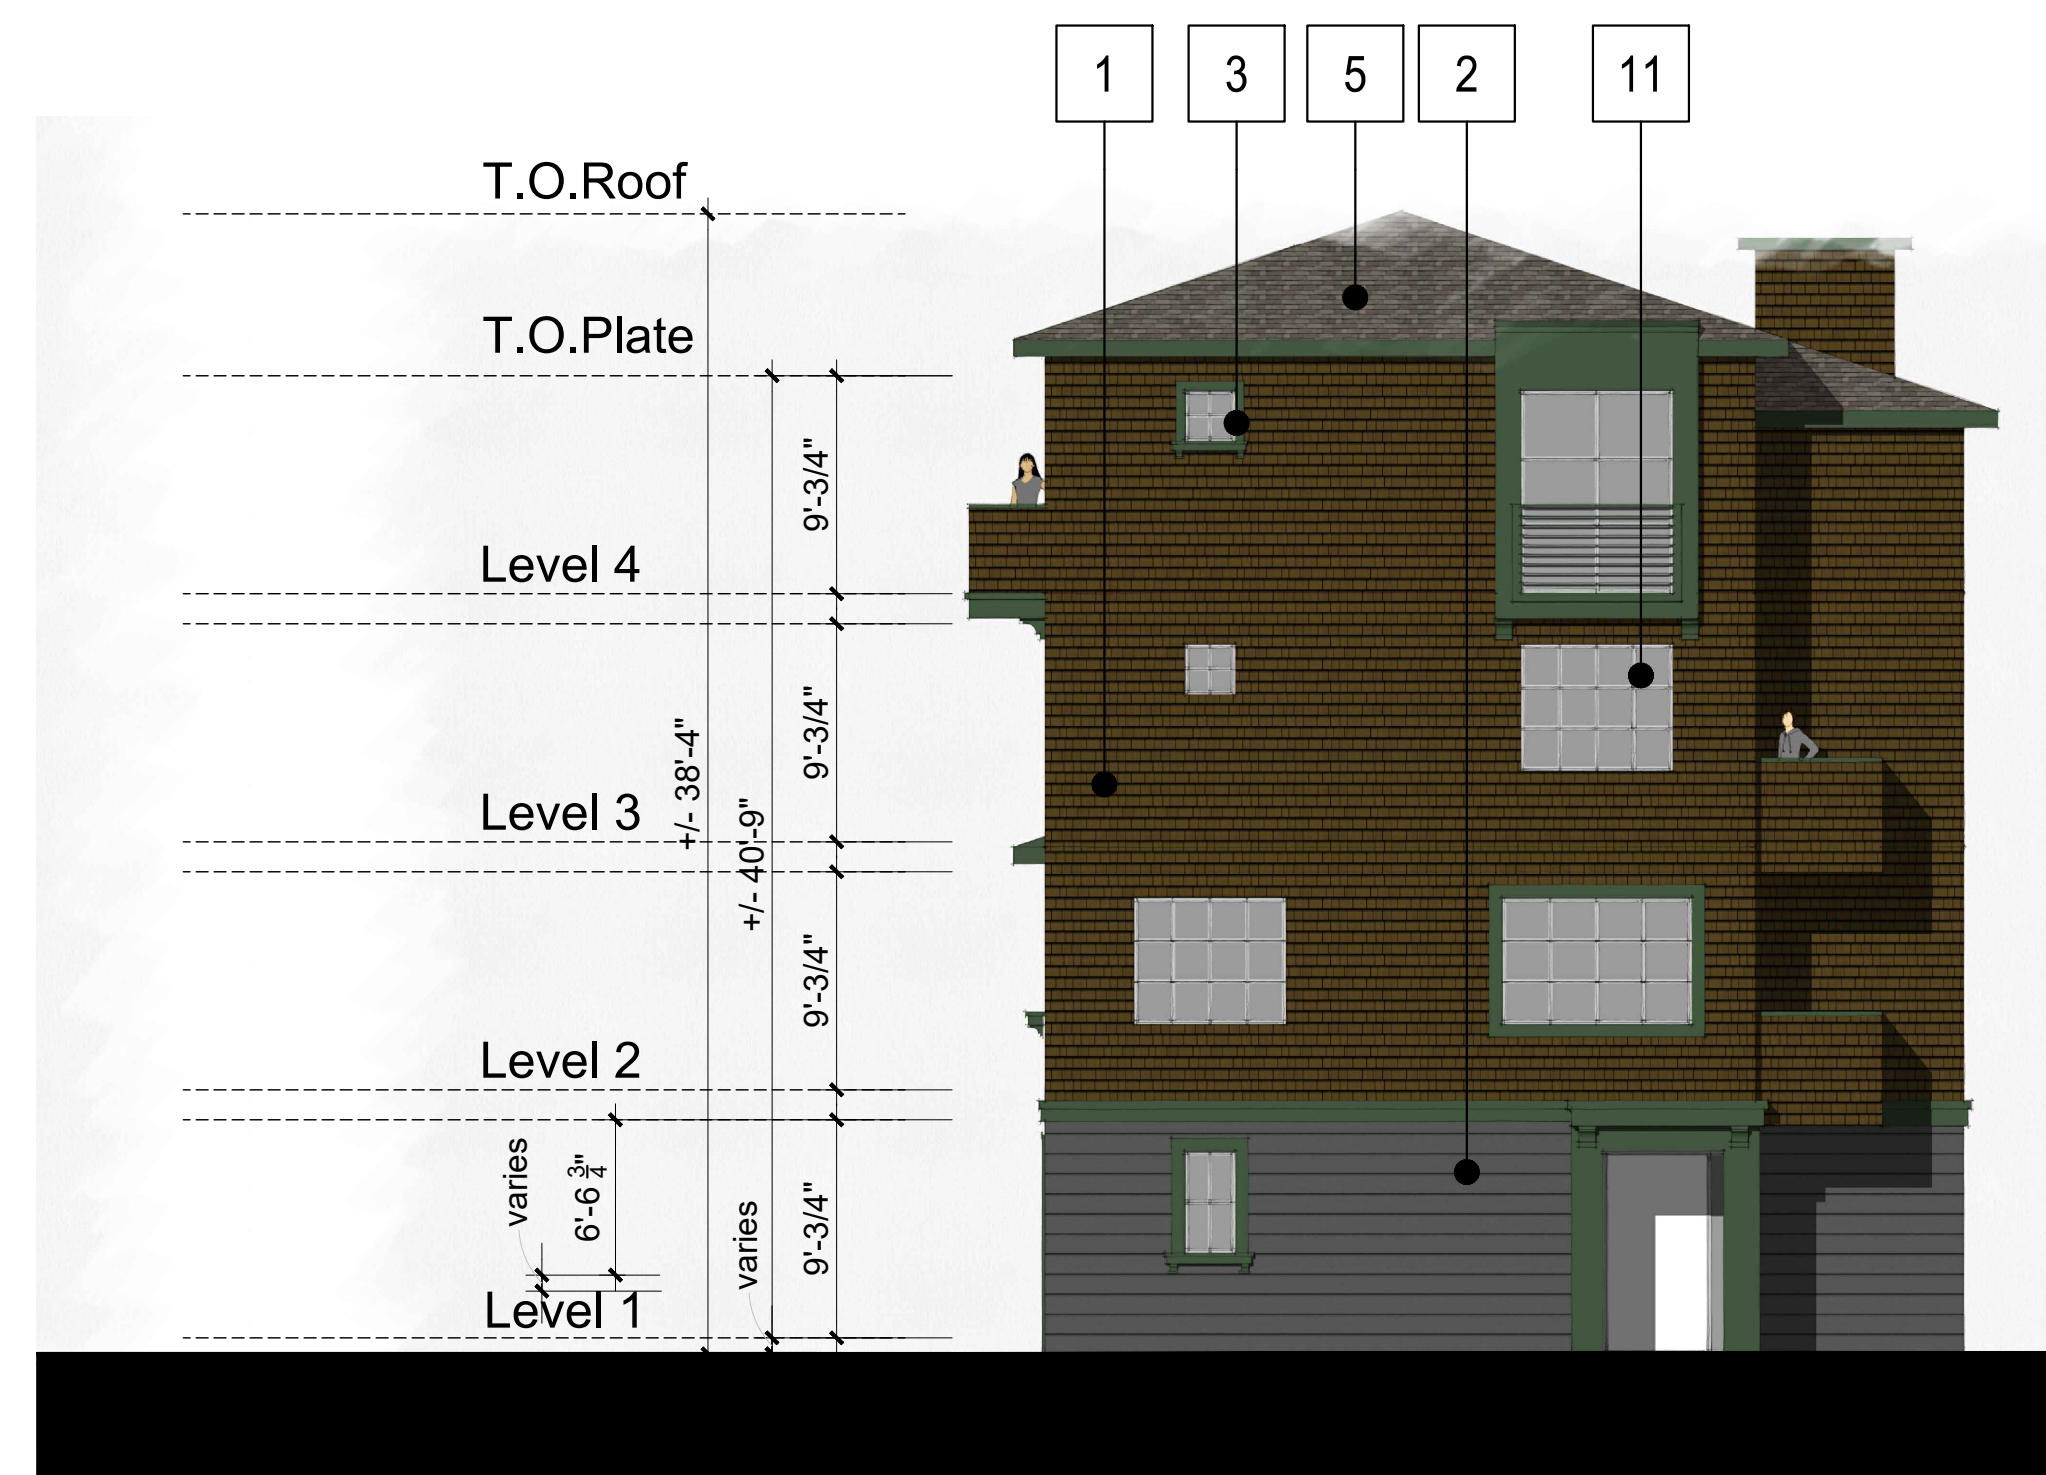 1 3 5 2 11
T.O.Roof
T.O.Plate
9'-3/4"
Level 4
9'-3/4"
+/- 38'-4"
Level 3
+/- 40'-9"
9'-3/4"
Level 2
varies
6'-6 3/4"
varies
9'-3/4"
Level 1